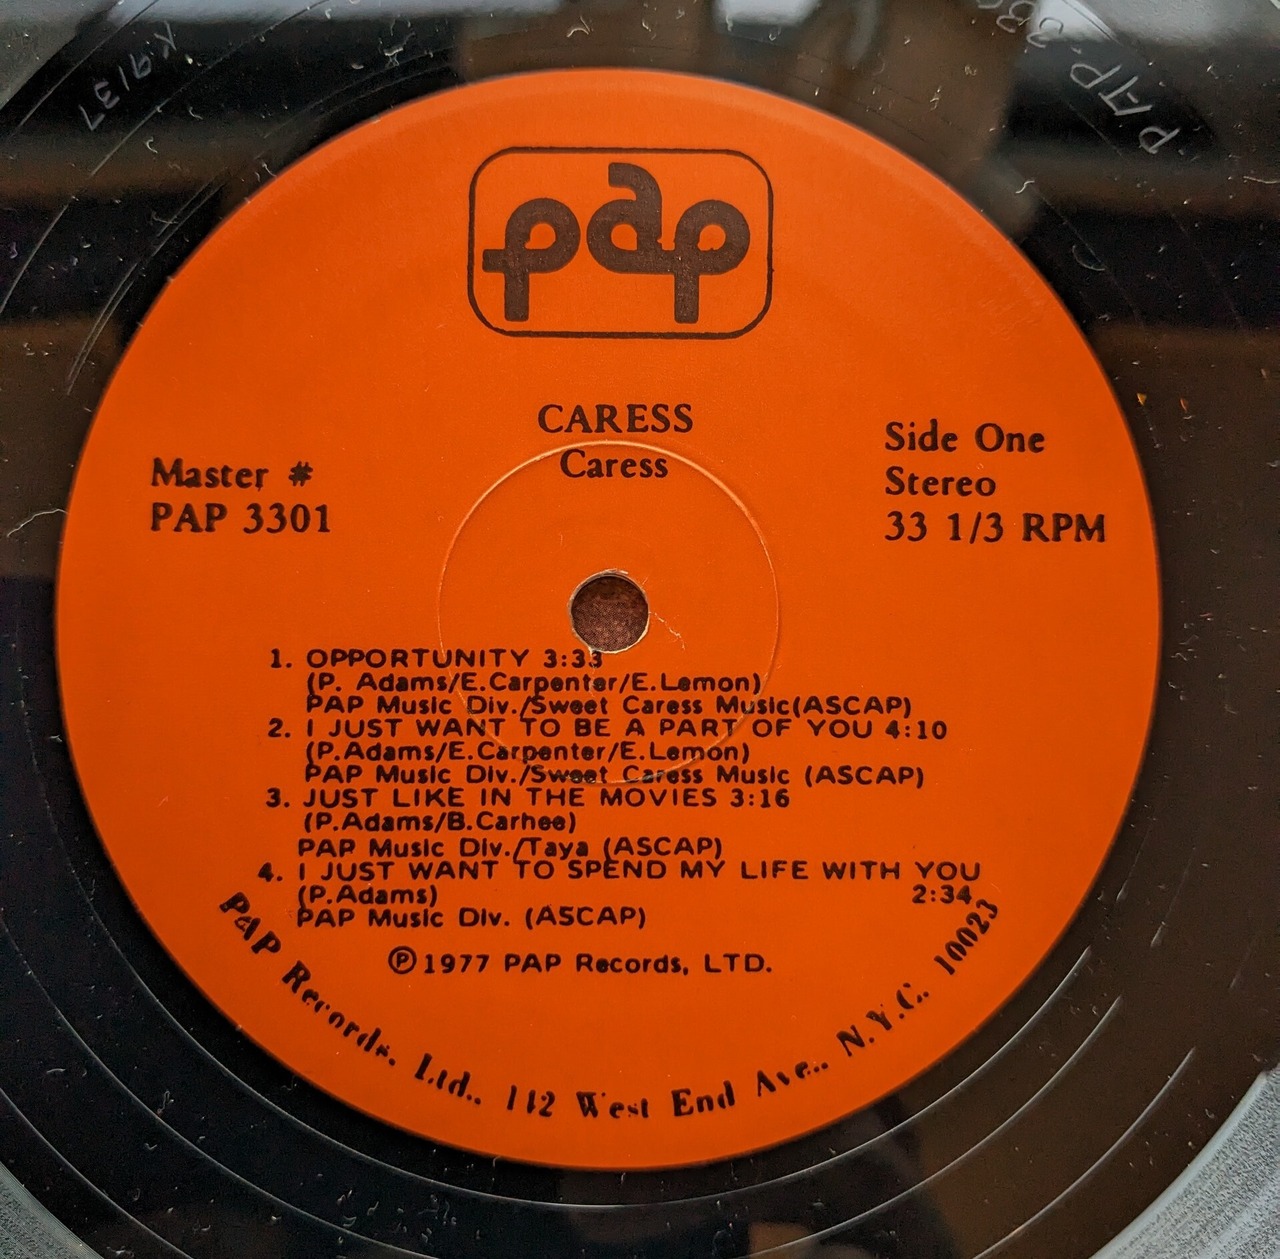 K9137
PAP-330
pap
CARESS
Caress
Master #
PAP 3301
Side One
Stereo
33 1/3 RPM
1. OPPORTUNITY 3:33
(P. Adams/E.Carpenter/E.Lemon)
PAP Music Div./Sweet Caress Music(ASCAP)
2. I JUST WANT TO BE A PART OF YOU 4:10
(P.Adams/E.Carpenter/E.Lemon)
PAP Music Div./Sweet Caress Music (ASCAP)
3. JUST LIKE IN THE MOVIES 3:16
(P.Adams/B.Carhee)
PAP Music Div./Taya (ASCAP)
4. I JUST WANT TO SPEND MY LIFE WITH YOU
(P.Adams) 2:34
PAP Music Div. (ASCAP)
Ⓟ1977 PAP Records, LTD.
PAP Records, Ltd., 112 West End Ave., N.Y.C. 10023